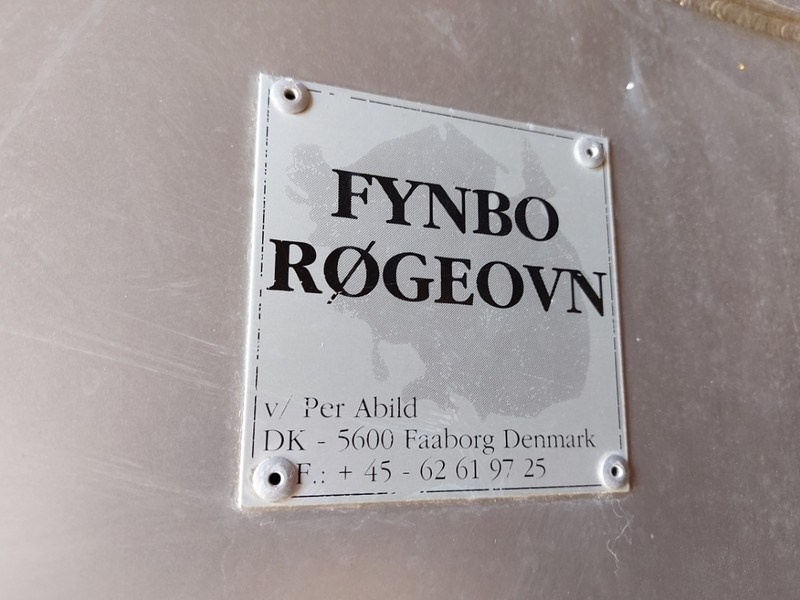 FYNBO
RØGEOVN
v/ Per Abild
DK - 5600 Faaborg Denmark
F.: + 45 - 62 61 97 25